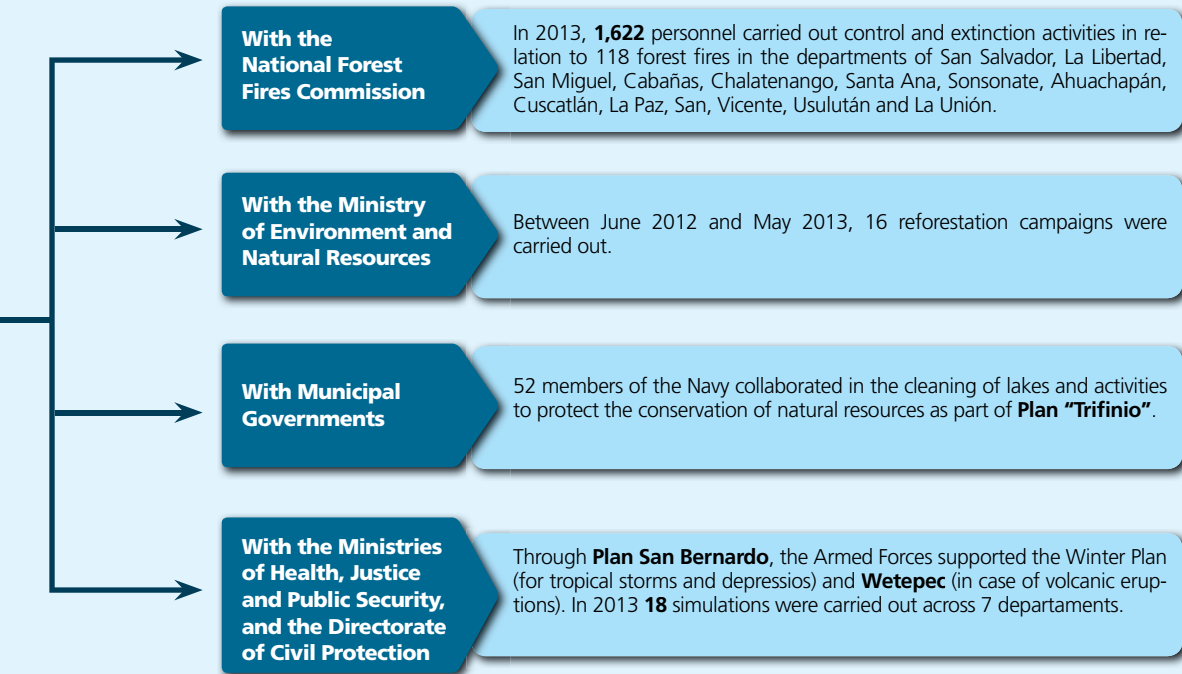 With the
National Forest
Fires Commission
In 2013, 1,622 personnel carried out control and extinction activities in re-
lation to 118 forest fires in the departments of San Salvador, La Libertad,
San Miguel, Cabañas, Chalatenango, Santa Ana, Sonsonate, Ahuachapán,
Cuscatlán, La Paz, San, Vicente, Usulután and La Unión.
With the Ministry
of Environment and
Natural Resources
Between June 2012 and May 2013, 16 reforestation campaigns were
carried out.
With Municipal
Governments
52 members of the Navy collaborated in the cleaning of lakes and activities
to protect the conservation of natural resources as part of Plan “Trifinio”.
With the Ministries
of Health, Justice
and Public Security,
and the Directorate
of Civil Protection
Through Plan San Bernardo, the Armed Forces supported the Winter Plan
(for tropical storms and depressios) and Wetepec (in case of volcanic erup-
tions). In 2013 18 simulations were carried out across 7 departaments.